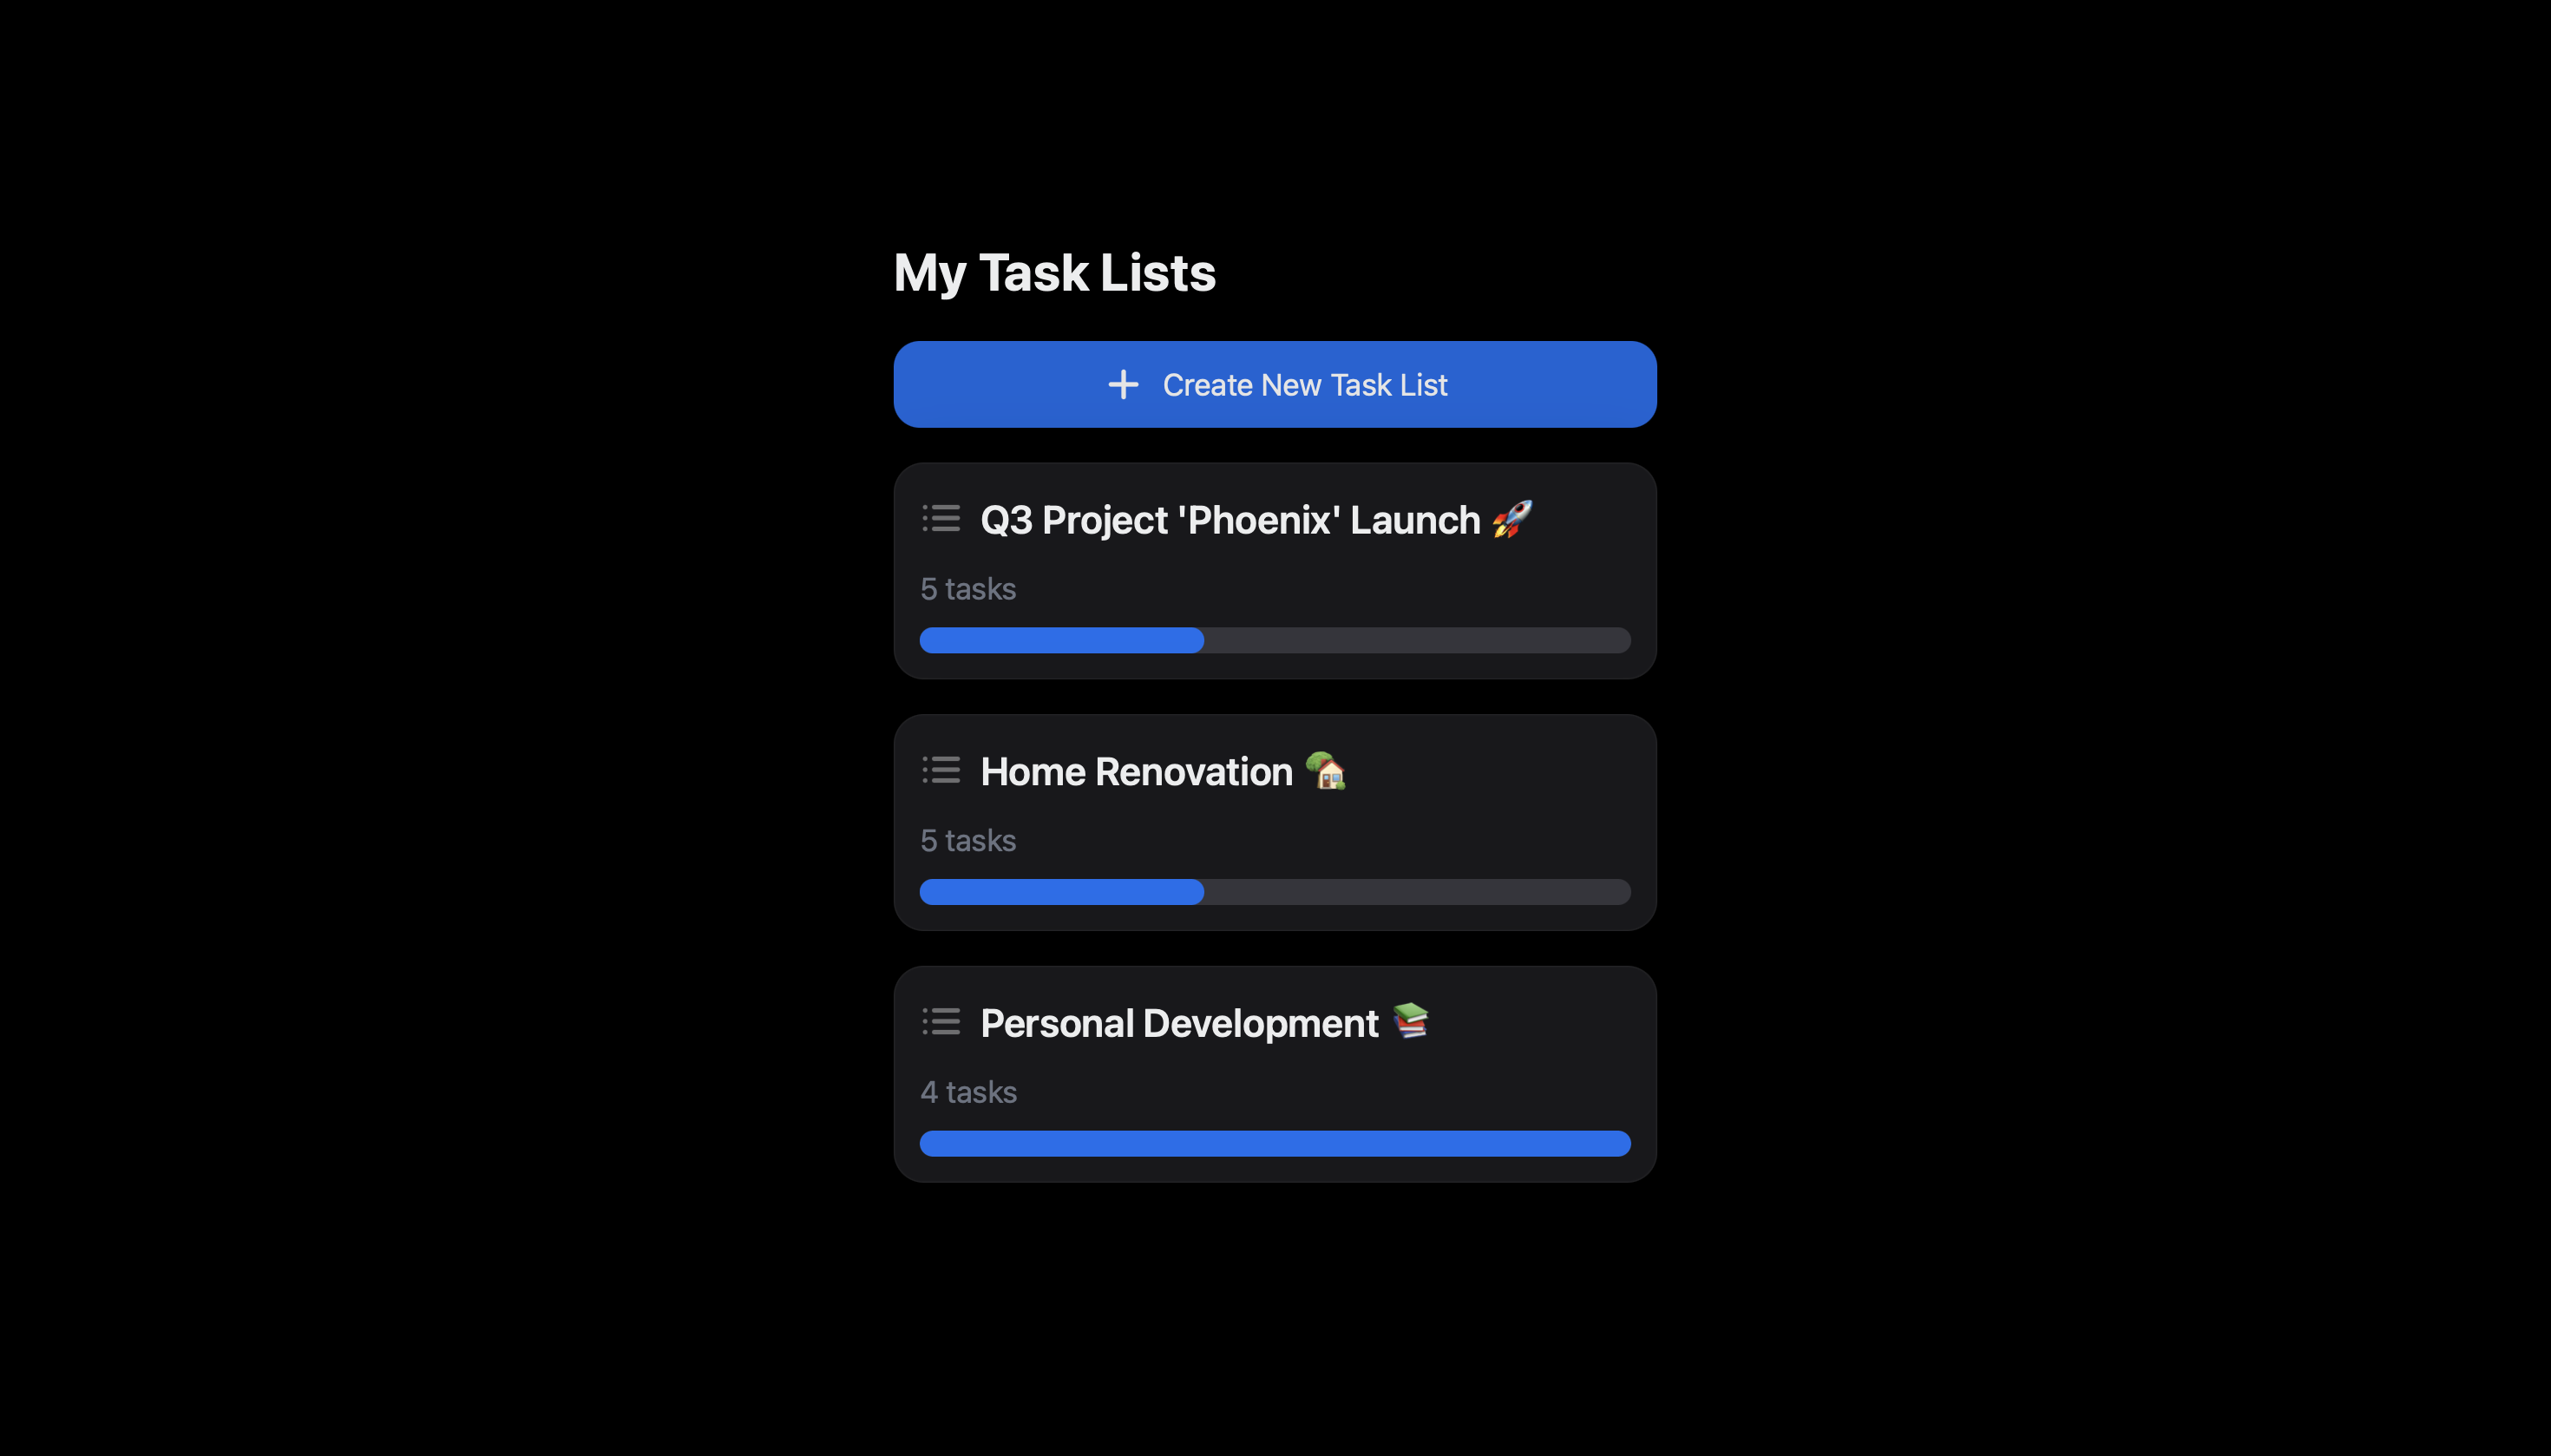 My Task Lists
Create New Task List
Q3 Project 'Phoenix' Launch 🚀
5 tasks
Home Renovation 🏡
5 tasks
Personal Development 📚
4 tasks